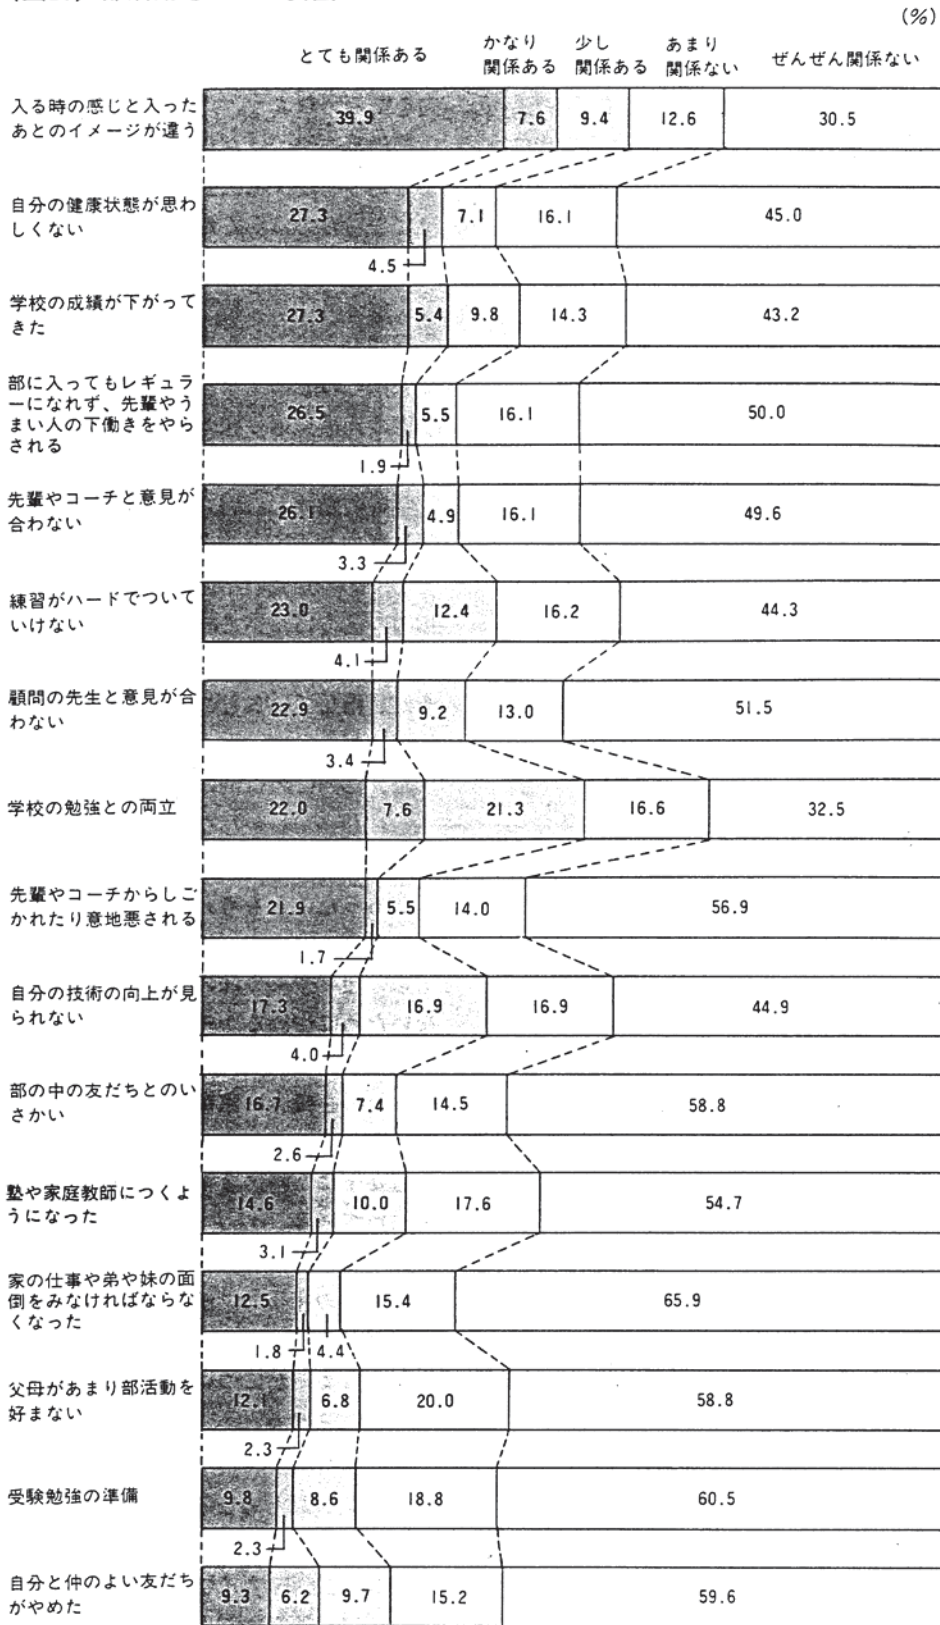 (%)
とても関係ある
かなり
関係ある
少し
関係ある
あまり
関係ない
ぜんぜん関係ない
入る時の感じと入った
あとのイメージが違う
39.9 7.6 9.4 12.6 30.5
自分の健康状態が思わ
しくない
27.3 7.1 16.1 45.0
4.5
学校の成績が下がって
きた
27.3 5.4 9.8 14.3 43.2
部に入ってもレギュラ
ーになれず、先輩やう
まい人の下働きをやら
される
26.5 5.5 16.1 50.0
1.9
先輩やコーチと意見が
合わない
26.1 4.9 16.1 49.6
3.3
練習がハードでついて
いけない
23.0 12.4 16.2 44.3
4.1
顧問の先生と意見が合
わない
22.9 9.2 13.0 51.5
3.4
学校の勉強との両立
22.0 7.6 21.3 16.6 32.5
先輩やコーチからしご
かれたり意地悪される
21.9 5.5 14.0 56.9
1.7
自分の技術の向上が見
られない
17.3 16.9 16.9 44.9
4.0
部の中の友だちとのい
さかい
16.7 7.4 14.5 58.8
2.6
塾や家庭教師につくよ
うになった
14.6 10.0 17.6 54.7
3.1
家の仕事や弟や妹の面
倒をみなければならな
くなった
12.5 15.4 65.9
1.8 4.4
父母があまり部活動を
好まない
12.1 6.8 20.0 58.8
2.3
受験勉強の準備
9.8 8.6 18.8 60.5
2.3
自分と仲のよい友だち
がやめた
9.3 6.2 9.7 15.2 59.6